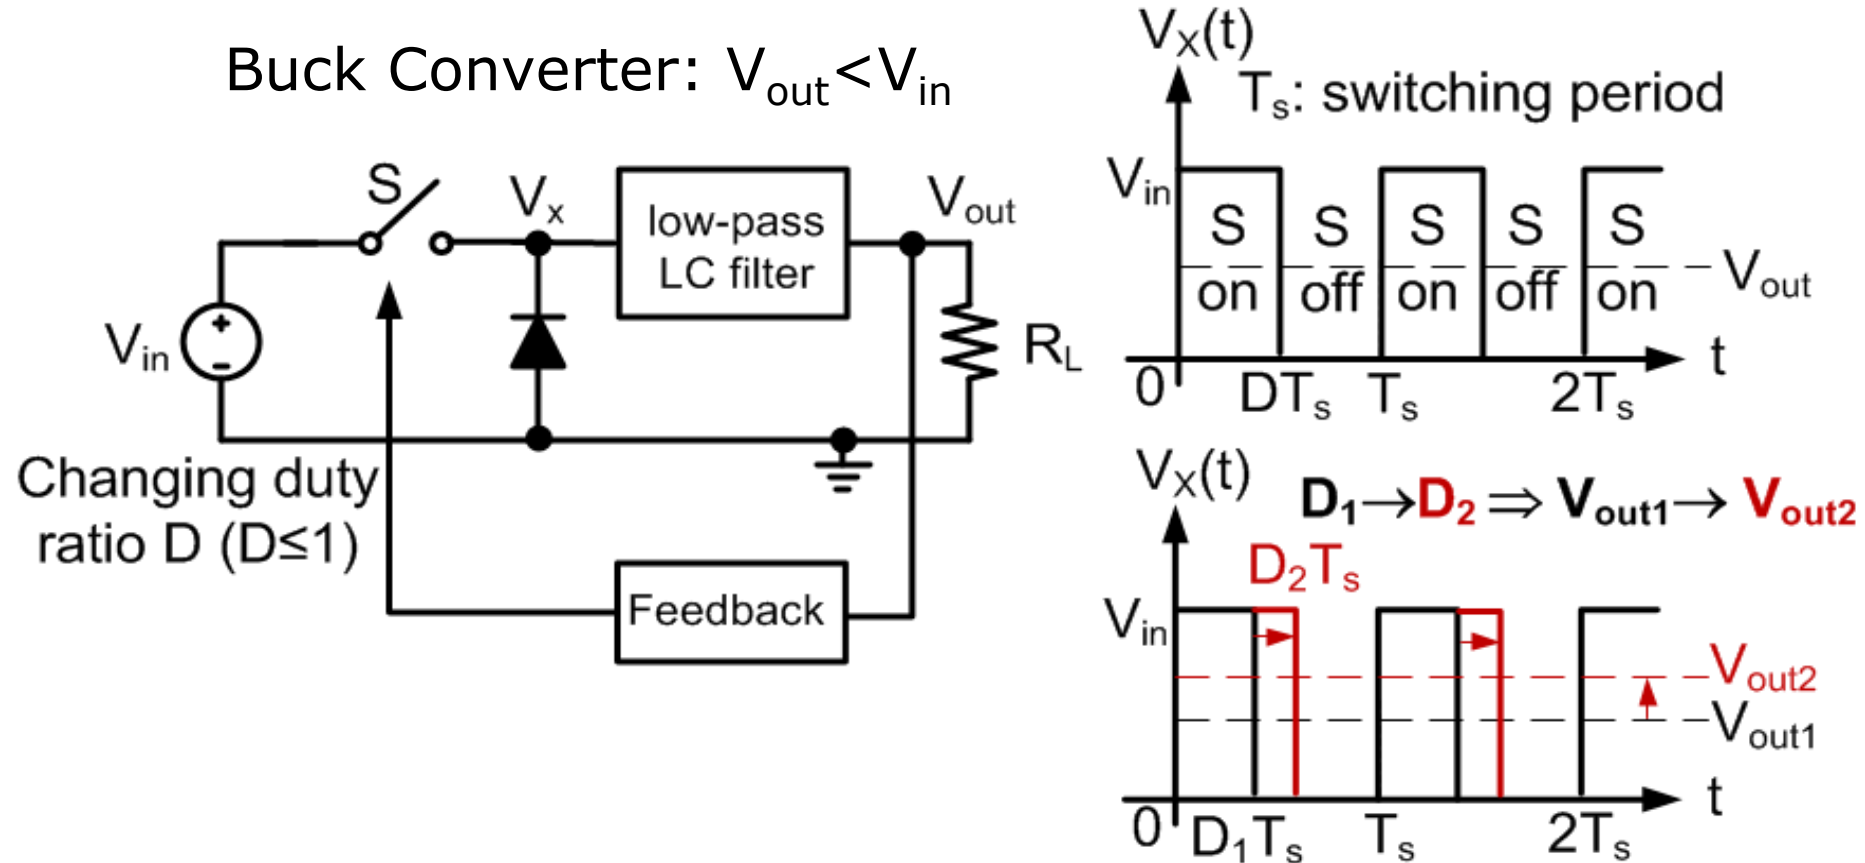 Buck Converter: Vout<Vin
S
Vx
low-pass
LC filter
Vout
Vin
+
-
RL
Changing duty
ratio D (D≤1)
Feedback
VX(t)
Ts: switching period
Vin
S on
S off
S on
S off
S on
Vout
t
0
DTs
Ts
2Ts
VX(t)
D1→D2 ⇒ Vout1→ Vout2
D2Ts
Vin
Vout2
Vout1
t
0
D1Ts
Ts
2Ts